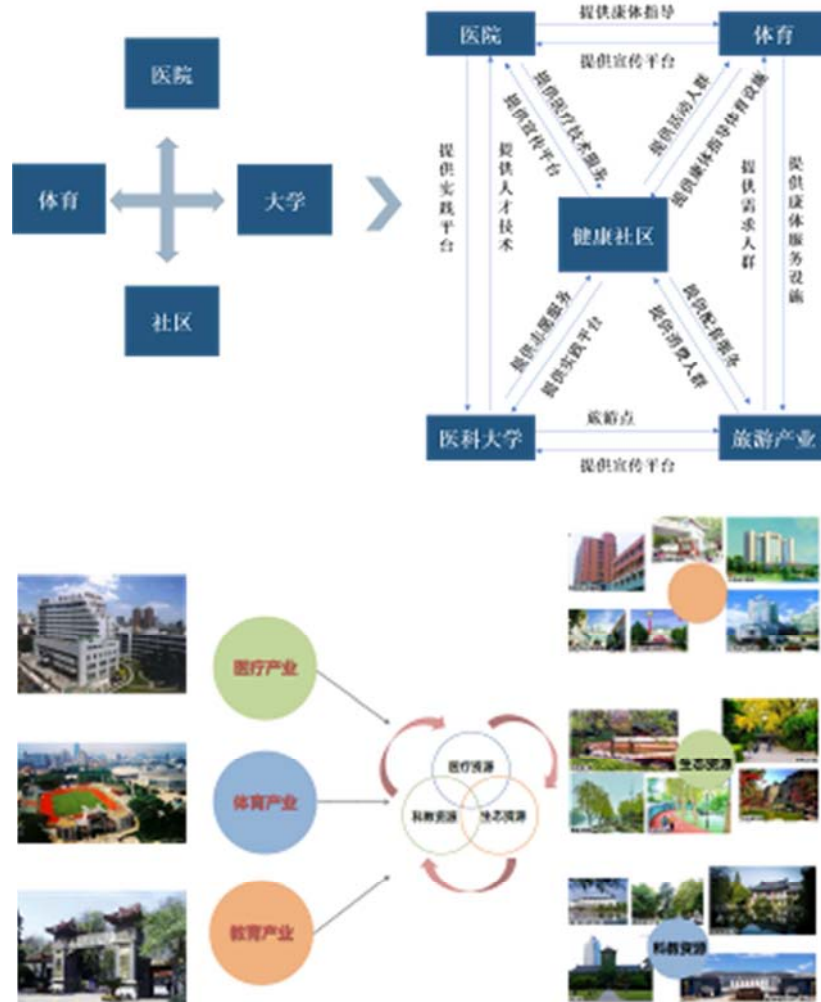 医院
体育
大学
社区
提供康体指导
医院
体育
提供宣传平台
提供医疗技术服务
提供宣传平台
提供活动人群
提供康体指导体育设施
提供实践平台
提供人才技术
提供需求人群
提供康体服务设施
健康社区
提供志愿服务
提供实践平台
提供配套服务
提供消费人群
医科大学
旅游点
旅游产业
提供宣传平台
医疗产业
体育产业
教育产业
医疗资源
科教资源
生态资源
生态资源
科教资源